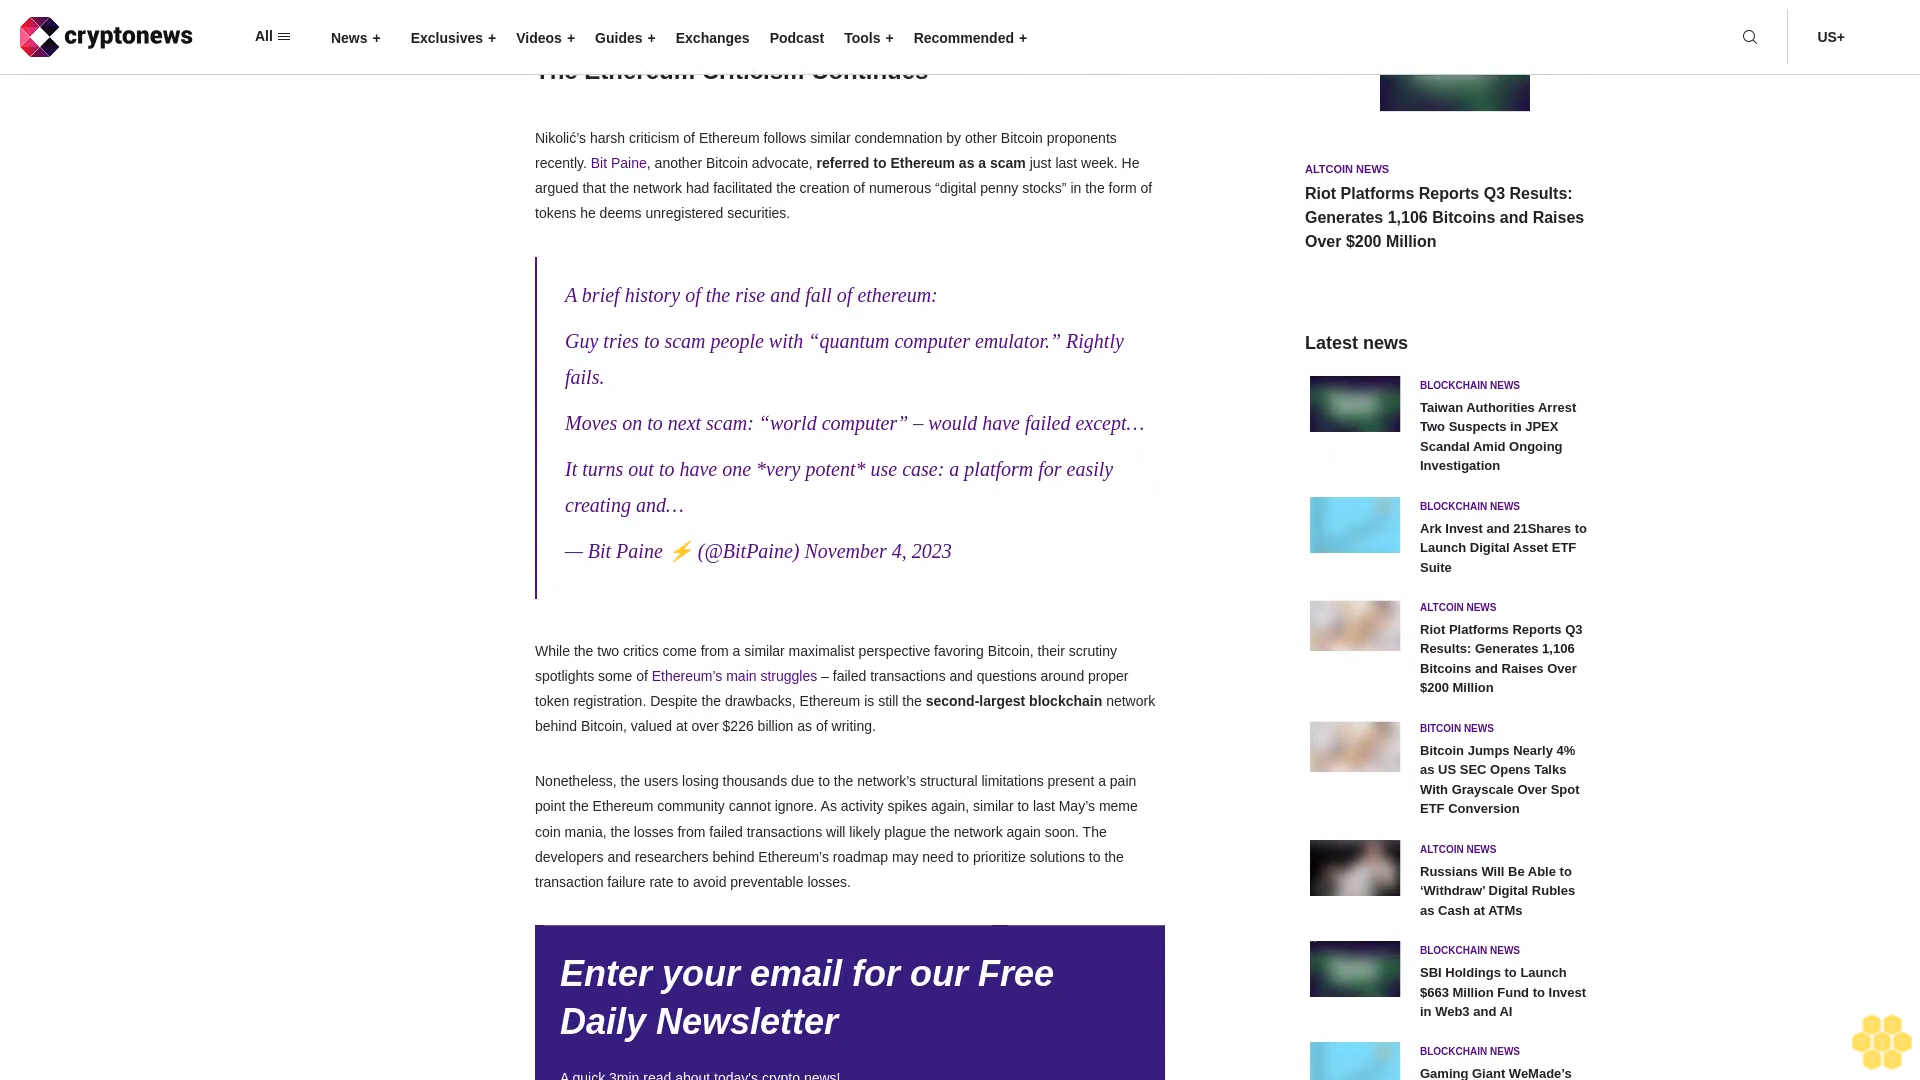 cryptonews
All
News +
Exclusives +
Videos +
Guides +
Exchanges
Podcast
Tools +
Recommended +
US+
The Ethereum Criticism Continues
Nikolić’s harsh criticism of Ethereum follows similar condemnation by other Bitcoin proponents
recently. Bit Paine, another Bitcoin advocate, referred to Ethereum as a scam just last week. He
argued that the network had facilitated the creation of numerous “digital penny stocks” in the form of
tokens he deems unregistered securities.
A brief history of the rise and fall of ethereum:
Guy tries to scam people with “quantum computer emulator.” Rightly
fails.
Moves on to next scam: “world computer” – would have failed except…
It turns out to have one *very potent* use case: a platform for easily
creating and…
— Bit Paine ⚡ (@BitPaine) November 4, 2023
While the two critics come from a similar maximalist perspective favoring Bitcoin, their scrutiny
spotlights some of Ethereum’s main struggles – failed transactions and questions around proper
token registration. Despite the drawbacks, Ethereum is still the second-largest blockchain network
behind Bitcoin, valued at over $226 billion as of writing.
Nonetheless, the users losing thousands due to the network’s structural limitations present a pain
point the Ethereum community cannot ignore. As activity spikes again, similar to last May’s meme
coin mania, the losses from failed transactions will likely plague the network again soon. The
developers and researchers behind Ethereum’s roadmap may need to prioritize solutions to the
transaction failure rate to avoid preventable losses.
Enter your email for our Free
Daily Newsletter
A quick 3min read about today's crypto news!
ALTCOIN NEWS
Riot Platforms Reports Q3 Results:
Generates 1,106 Bitcoins and Raises
Over $200 Million
Latest news
BLOCKCHAIN NEWS
Taiwan Authorities Arrest
Two Suspects in JPEX
Scandal Amid Ongoing
Investigation
BLOCKCHAIN NEWS
Ark Invest and 21Shares to
Launch Digital Asset ETF
Suite
ALTCOIN NEWS
Riot Platforms Reports Q3
Results: Generates 1,106
Bitcoins and Raises Over
$200 Million
BITCOIN NEWS
Bitcoin Jumps Nearly 4%
as US SEC Opens Talks
With Grayscale Over Spot
ETF Conversion
ALTCOIN NEWS
Russians Will Be Able to
‘Withdraw’ Digital Rubles
as Cash at ATMs
BLOCKCHAIN NEWS
SBI Holdings to Launch
$663 Million Fund to Invest
in Web3 and AI
BLOCKCHAIN NEWS
Gaming Giant WeMade’s